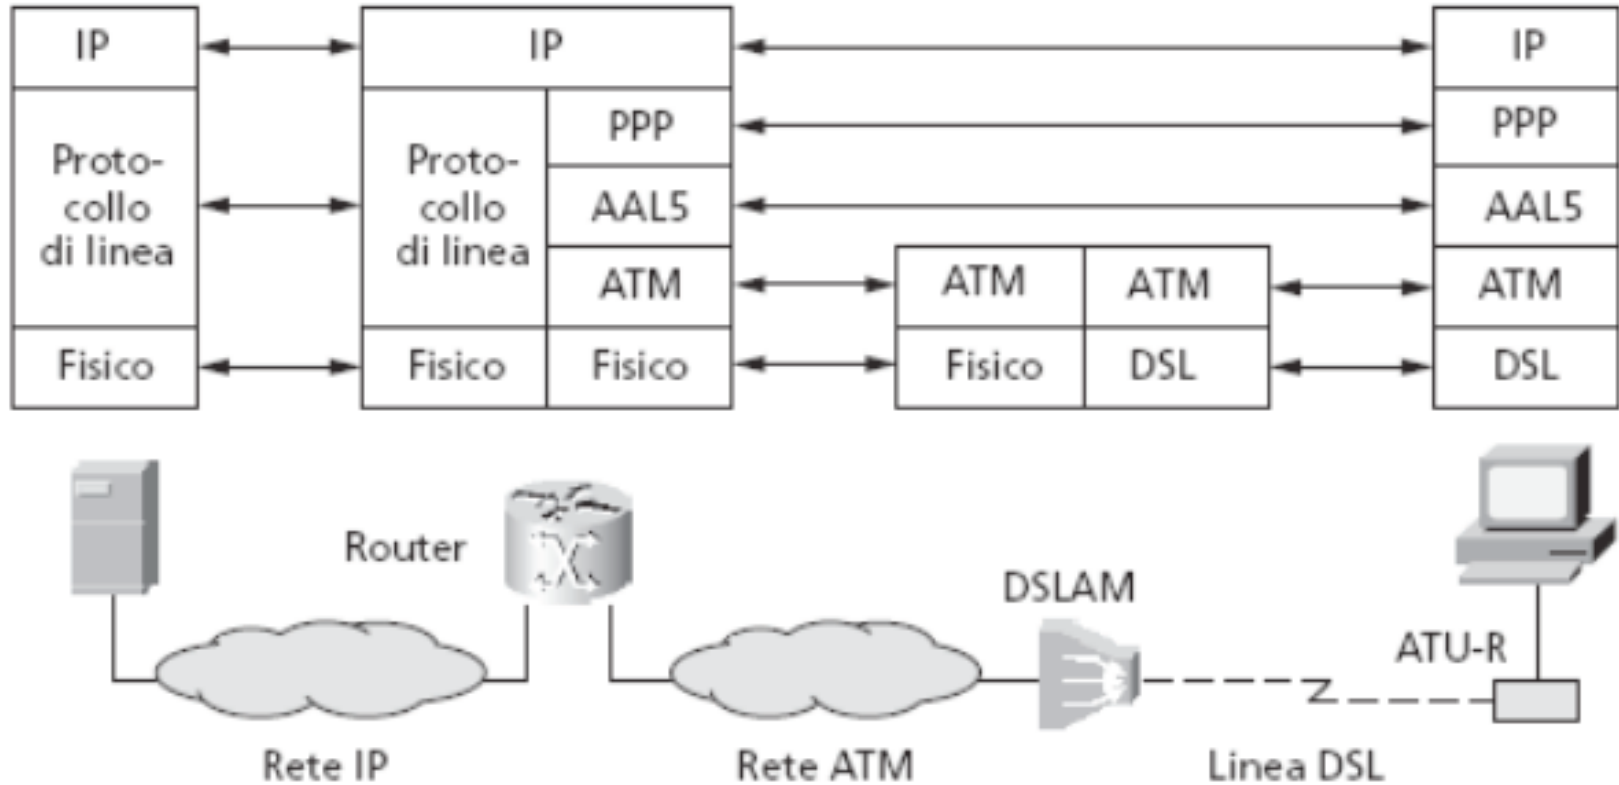 IP
IP
IP
Proto-
collo
di linea
Proto-
collo
di linea
PPP
PPP
AAL5
AAL5
ATM
ATM
ATM
ATM
Fisico
Fisico
Fisico
Fisico
DSL
DSL
Router
DSLAM
ATU-R
Rete IP
Rete ATM
Linea DSL